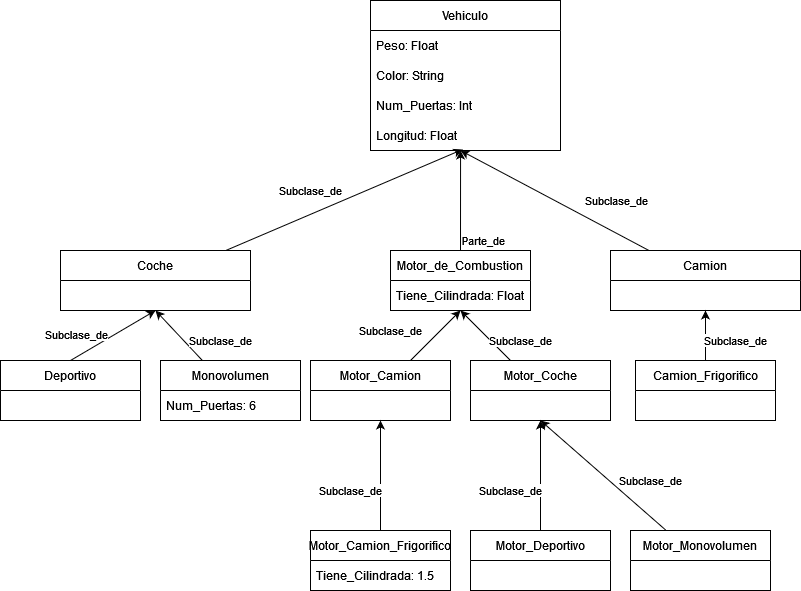 Vehiculo
Peso: Float
Color: String
Num_Puertas: Int
Longitud: Float
Subclase_de
Subclase_de
Parte_de
Coche
Motor_de_Combustion
Tiene_Cilindrada: Float
Camion
Subclase_de
Subclase_de
Subclase_de
Subclase_de
Subclase_de
Deportivo
Monovolumen
Num_Puertas: 6
Motor_Camion
Motor_Coche
Camion_Frigorifico
Subclase_de
Subclase_de
Subclase_de
Motor_Camion_Frigorifico
Tiene_Cilindrada: 1.5
Motor_Deportivo
Motor_Monovolumen